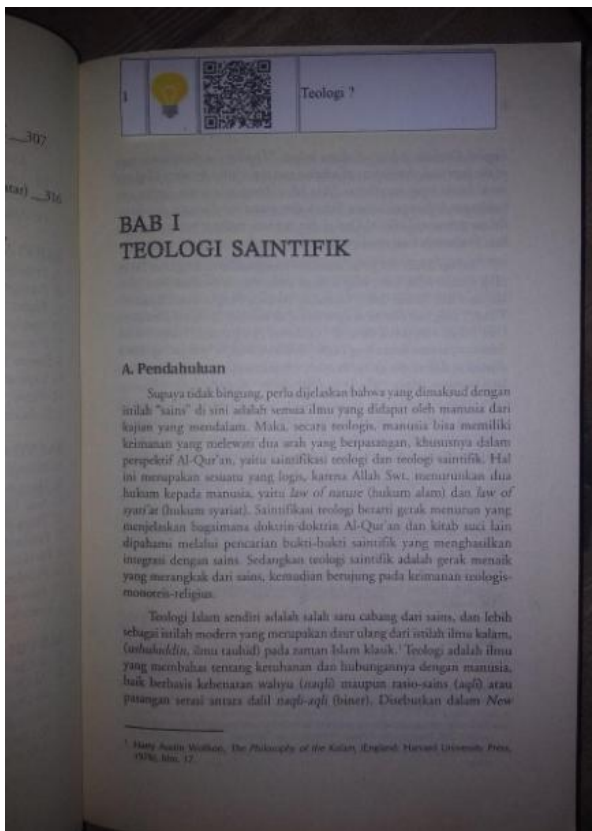 __307
atar) __316
1
Teologi ?
BAB I
TEOLOGI SAINTIFIK
A. Pendahuluan
Supaya tidak bingung, perlu dijelaskan bahwa yang dimaksud dengan
istilah "sains" di sini adalah semua ilmu yang didapat oleh manusia dari
kajian yang mendalam. Maka, secara teologis, manusia bisa memiliki
keimanan yang melewati dua arah yang berpasangan, khususnya dalam
perspektif Al-Qur'an, yaitu saintifikasi teologi dan teologi saintifik. Hal
ini merupakan sesuatu yang logis, karena Allah Swt. menurunkan dua
hukum kepada manusia, yaitu law of nature (hukum alam) dan law of
syari'at (hukum syariat). Saintifikasi teologi berarti gerak menurun yang
menjelaskan bagaimana doktrin-doktrin Al-Qur'an dan kitab suci lain
dipahami melalui pencarian bukti-bukti saintifik yang menghasilkan
integrasi dengan sains. Sedangkan teologi saintifik adalah gerak menaik
yang merangkak dari sains, kemudian berujung pada keimanan teologis-
monoteis-religius.
Teologi Islam sendiri adalah salah satu cabang dari sains, dan lebih
sebagai istilah modern yang merupakan daur ulang dari istilah ilmu kalam,
(ushuluddin, ilmu tauhid) pada zaman Islam klasik.¹ Teologi adalah ilmu
yang membahas tentang ketuhanan dan hubungannya dengan manusia,
baik berbasis kebenaran wahyu (naqli) maupun rasio-sains (aqli) atau
pasangan serasi antara dalil naqli-aqli (biner). Disebutkan dalam New
¹ Harry Austin Wolfson, The Philosophy of the Kalam, (England: Harvard University Press,
1976), hlm. 17.